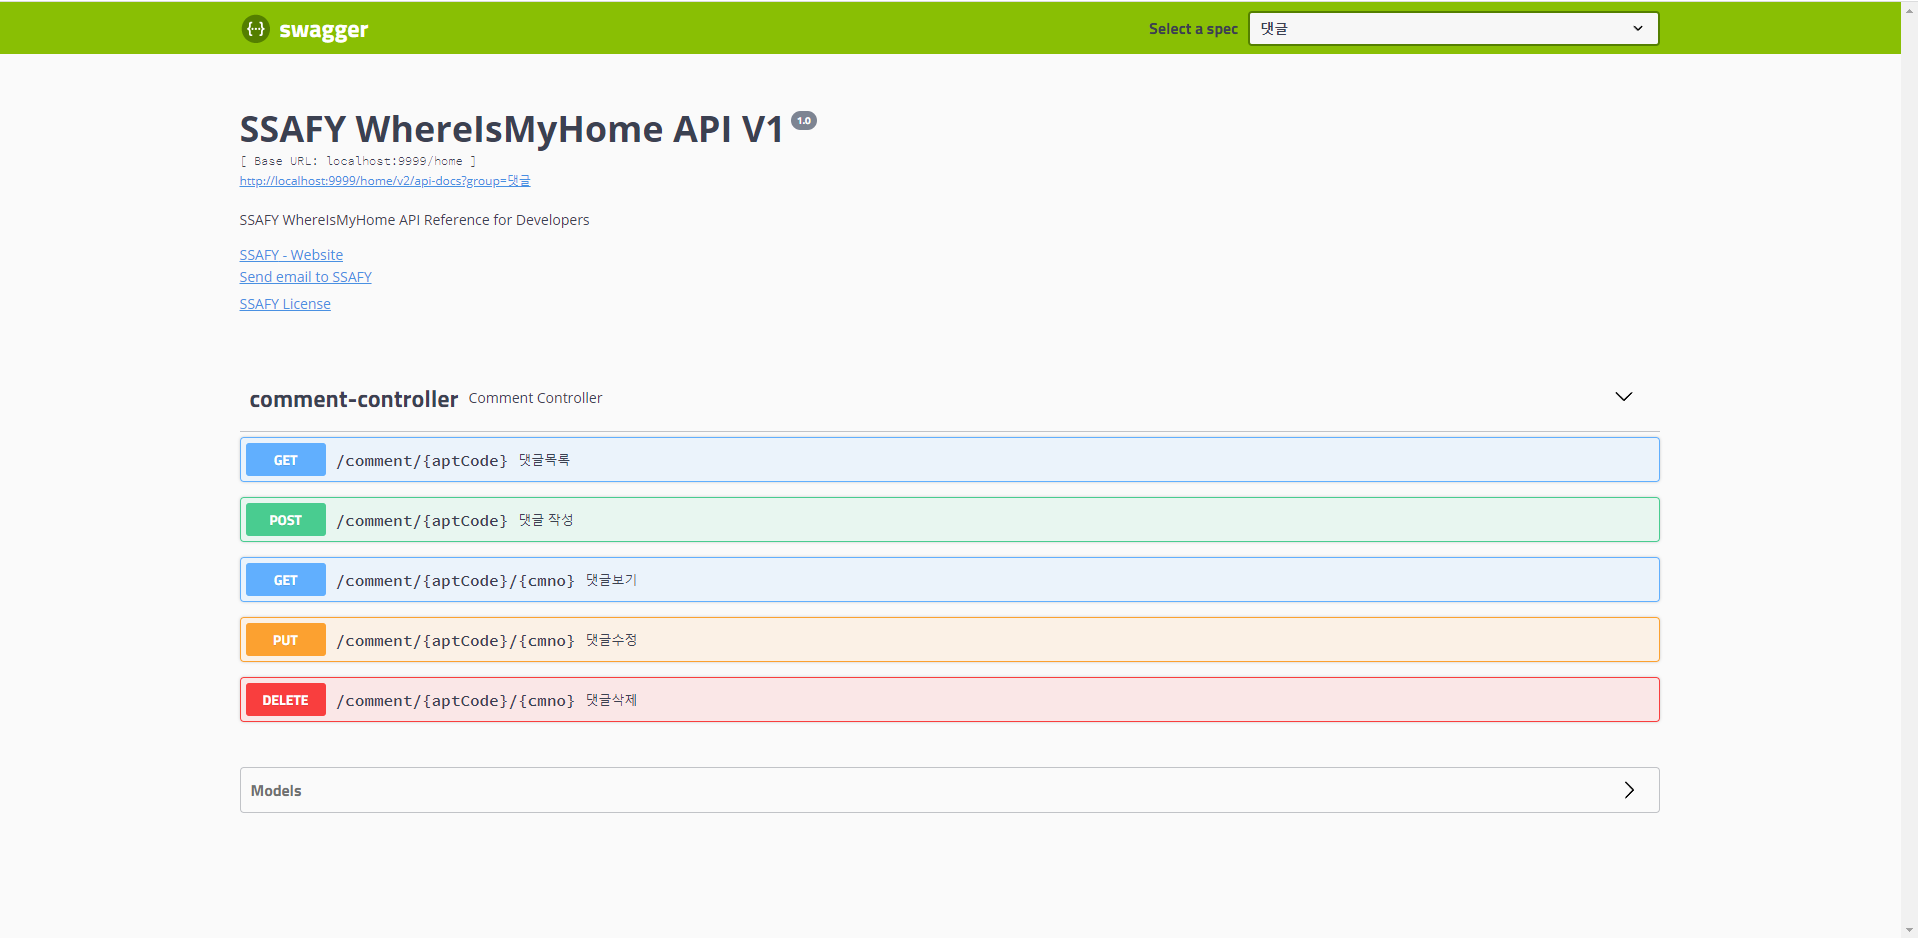 {···} swagger
Select a spec 댓글
SSAFY WhereIsMyHome API V1 1.0
[ Base URL: localhost:9999/home ]
http://localhost:9999/home/v2/api-docs?group=댓글
SSAFY WhereIsMyHome API Reference for Developers
SSAFY - Website
Send email to SSAFY
SSAFY License
comment-controller Comment Controller
GET /comment/{aptCode} 댓글목록
POST /comment/{aptCode} 댓글 작성
GET /comment/{aptCode}/{cmno} 댓글보기
PUT /comment/{aptCode}/{cmno} 댓글수정
DELETE /comment/{aptCode}/{cmno} 댓글삭제
Models